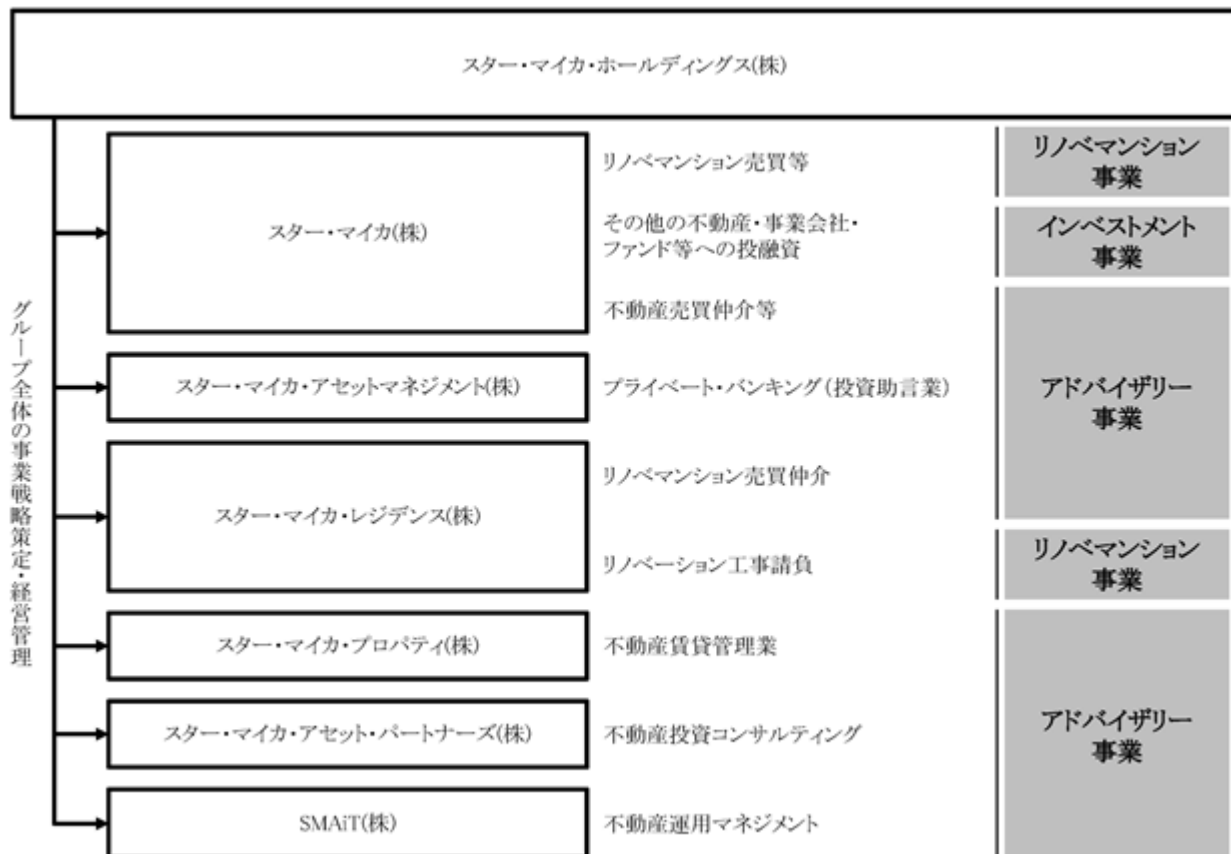 スター・マイカ・ホールディングス(株)
グループ全体の事業戦略策定・経営管理
スター・マイカ(株)
リノベマンション売買等
リノベマンション
事業
その他の不動産・事業会社・
ファンド等への投融資
インベストメント
事業
不動産売買仲介等
スター・マイカ・アセットマネジメント(株)
プライベート・バンキング(投資助言業)
アドバイザリー
事業
スター・マイカ・レジデンス(株)
リノベマンション売買仲介
リノベーション工事請負
リノベマンション
事業
スター・マイカ・プロパティ(株)
不動産賃貸管理業
スター・マイカ・アセット・パートナーズ(株)
不動産投資コンサルティング
アドバイザリー
事業
SMAiT(株)
不動産運用マネジメント